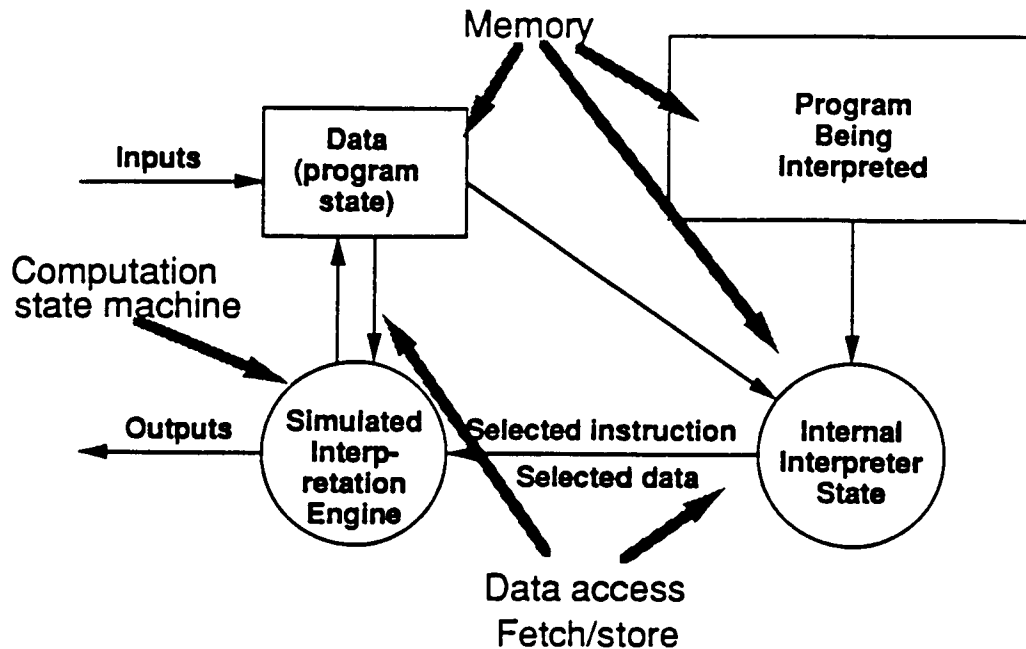 Memory
Program
Being
Interpreted
Data
(program
state)
Inputs
Computation
state machine
Outputs
Simulated
Interp-
retation
Engine
Selected instruction
Selected data
Internal
Interpreter
State
Data access
Fetch/store